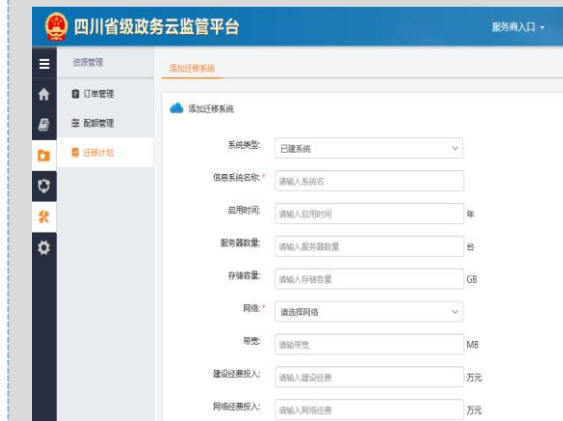 四川省级政务云监管平台
服务商入口
资源管理
添加迁移系统
订单管理
配额管理
迁移计划
添加迁移系统
系统类型: 已建系统
信息系统名称:* 请输入系统名
启用时间: 请输入启用时间 年
服务器数量: 请输入服务器数量 台
存储容量: 请输入存储容量 GB
网络:* 请选择网络
带宽: 请输带宽 MB
建设经费投入: 请输入建设经费 万元
网络经费投入: 请输入网络经费 万元